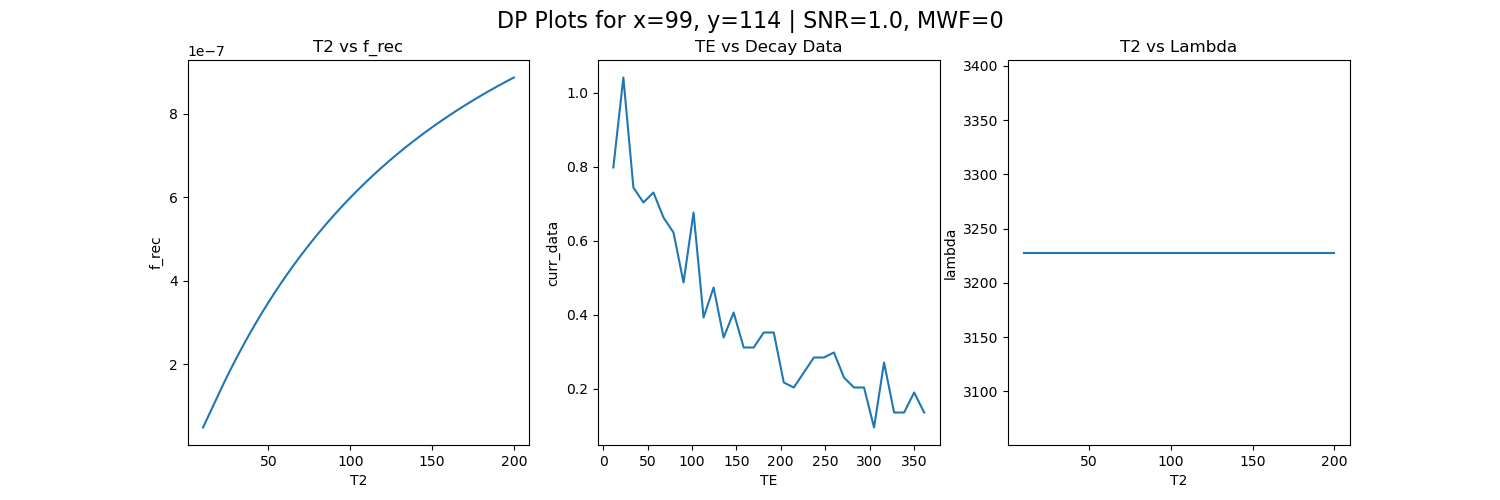 DP Plots for x=99, y=114 | SNR=1.0, MWF=0
T2 vs f_rec
1e−7
8
6
4
2
f_rec
50
100
150
200
T2
TE vs Decay Data
1.0
0.8
0.6
0.4
0.2
curr_data
0
50
100
150
200
250
300
350
TE
T2 vs Lambda
3400
3350
3300
3250
3200
3150
3100
lambda
50
100
150
200
T2